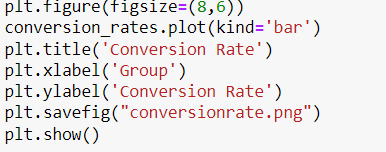 plt.figure(figsize=(8,6))
conversion_rates.plot(kind='bar')
plt.title('Conversion Rate')
plt.xlabel('Group')
plt.ylabel('Conversion Rate')
plt.savefig("conversionrate.png")
plt.show()